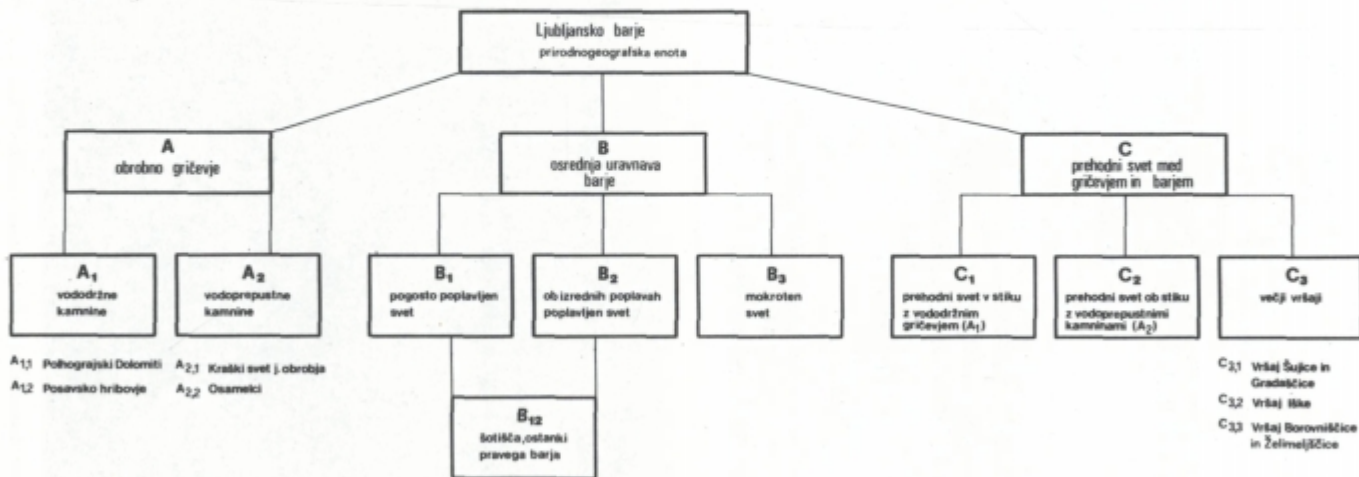 Ljubljansko barje
prirodnogeografska enota
A
obrobno gričevje
B
osrednja uravnava
barje
C
prehodni svet med
gričevjem in barjem
A1
vododržne
kamnine
A2
vodoprepustne
kamnine
B1
pogosto poplavljen
svet
B2
ob izrednih poplavah
poplavljen svet
B3
mokroten
svet
C1
prehodni svet v stiku
z vododržnim
gričevjem (A1)
C2
prehodni svet ob stiku
z vodoprepustnimi
kamninami (A2)
C3
večji vršaji
A1,1 Polhograjski Dolomiti
A1,2 Posavsko hribovje
A2,1 Kraški svet j. obrobja
A2,2 Osamelci
B12
šotišča, ostanki
pravega barja
C3,1 Vršaj Šujice in
Gradaščice
C3,2 Vršaj Iške
C3,3 Vršaj Borovniščice
in Želimeljščice